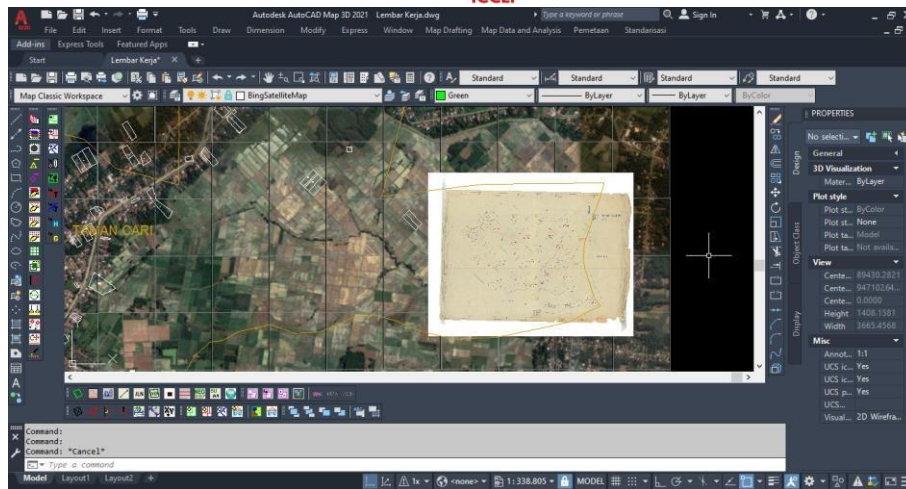 Autodesk AutoCAD Map 3D 2021 Lembar Kerja.dwg
Type a keyword or phrase
Sign In
File Edit Insert Format Tools Draw Dimension Modify Express Window Map Drafting Map Data and Analysis Pemetaan Standarisasi
Add-ins Express Tools Featured Apps
Start Lembar Kerja*
Standard Standard Standard Standard
Map Classic Workspace BingSatelliteMap Green ByLayer ByLayer ByColor
PROPERTIES
No selecti...
General
3D Visualization
Mater... ByLayer
Plot style
Plot st... ByColor
Plot st... None
Plot ta... Model
Plot ta... Not availa...
View
Cente... 89430.2821
Cente... 947102.64...
Cente... 0.0000
Height 1408.1581
Width 3665.4568
Misc
Annot... 1:1
UCS ic... Yes
UCS ic... Yes
UCS p... Yes
UCS...
Visual... 2D Wirefra...
Design
Object Class
Display
Command:
Command:
Command: *Cancel*
Type a command
Model Layout1 Layout2 +
1x <none> 1:338.805 MODEL